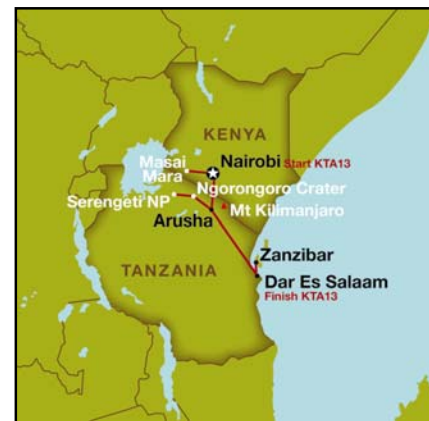 KENYA
Masai
Mara
Nairobi Start KTA13
Ngorongoro Crater
Serengeti NP
Mt Kilimanjaro
Arusha
Zanzibar
TANZANIA
Dar Es Salaam
Finish KTA13